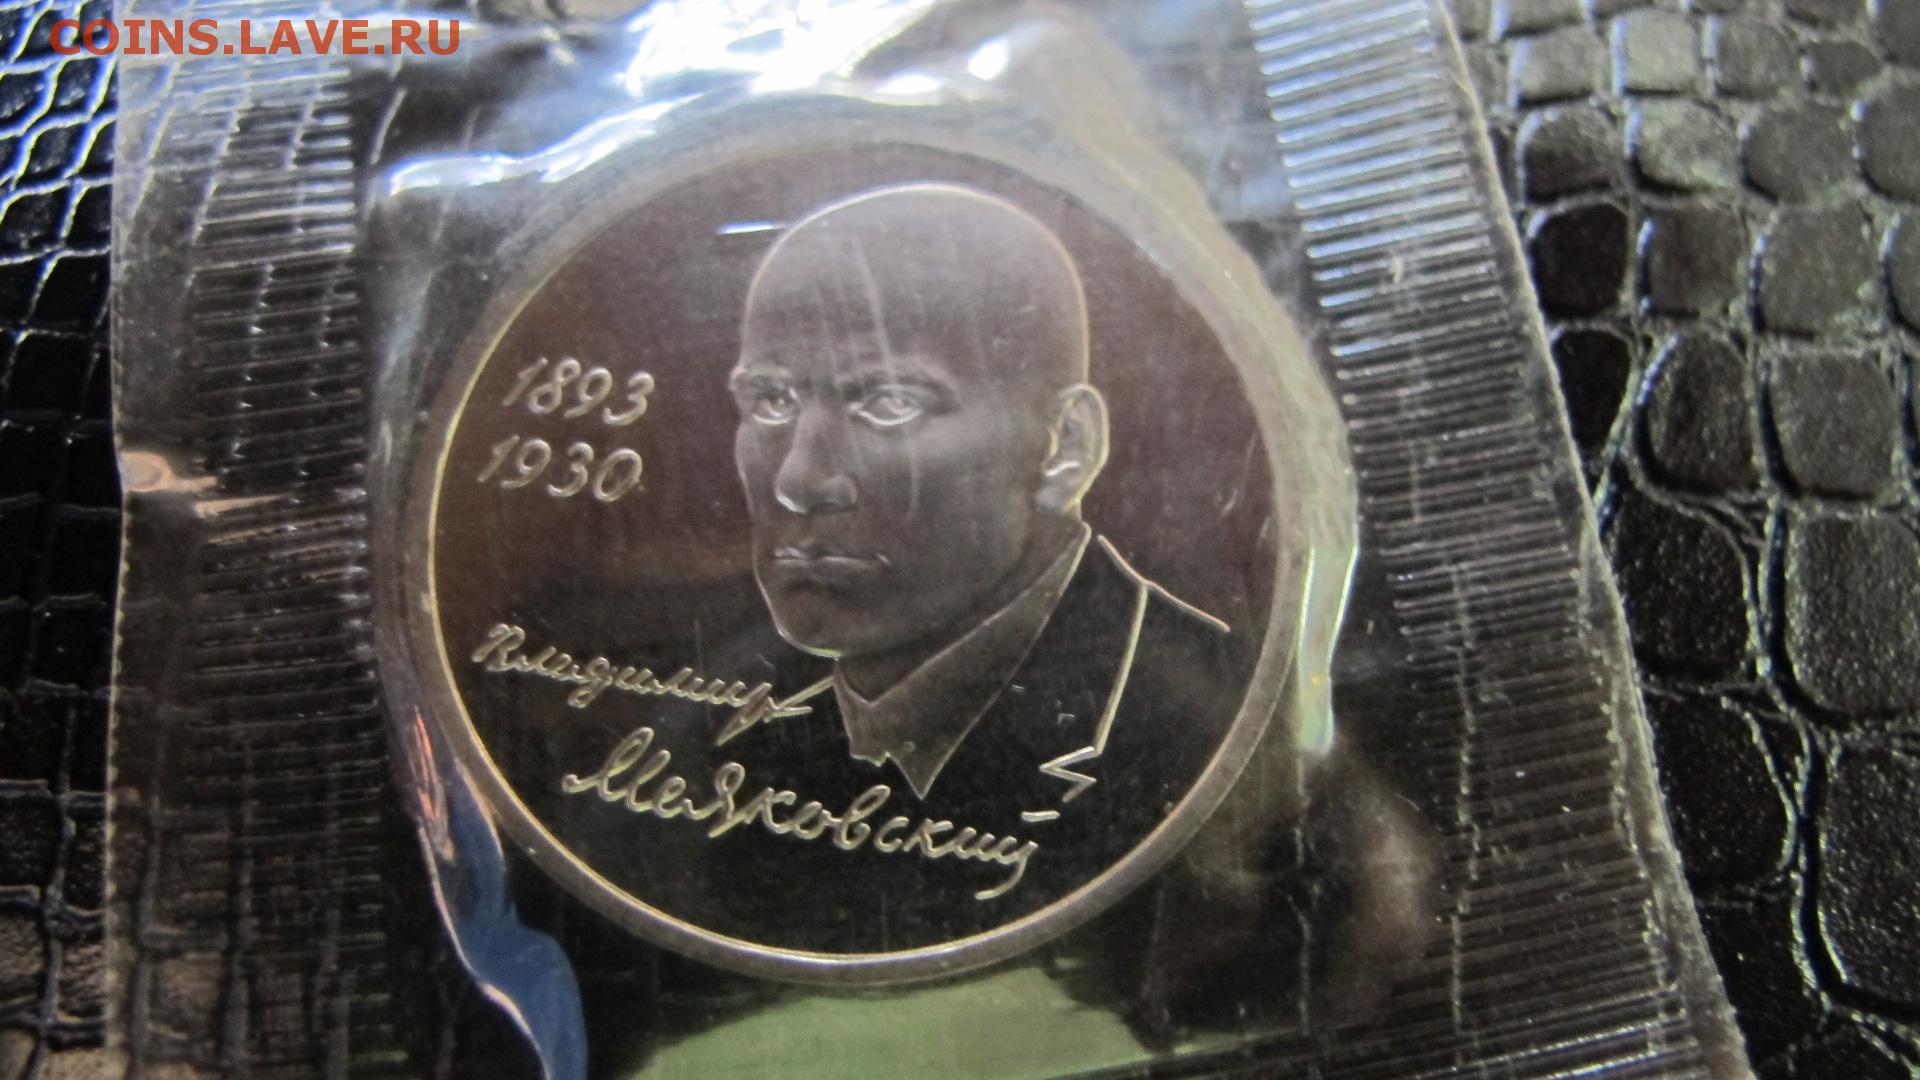 COINS.LAVE.RU
1893
1930
Владимир
Маяковский